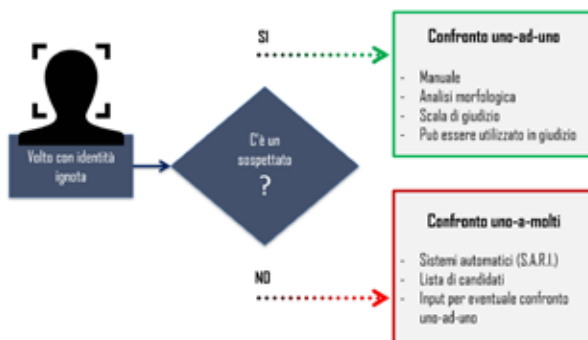 Volto con identità
ignota
C'è un
sospettato
?
SI
Confronto uno-ad-uno
- Manuale
- Analisi morfologica
- Scala di giudizio
- Può essere utilizzato in giudizio
NO
Confronto uno-a-molti
- Sistemi automatici (S.A.R.I.)
- Lista di candidati
- Input per eventuale confronto
uno-ad-uno